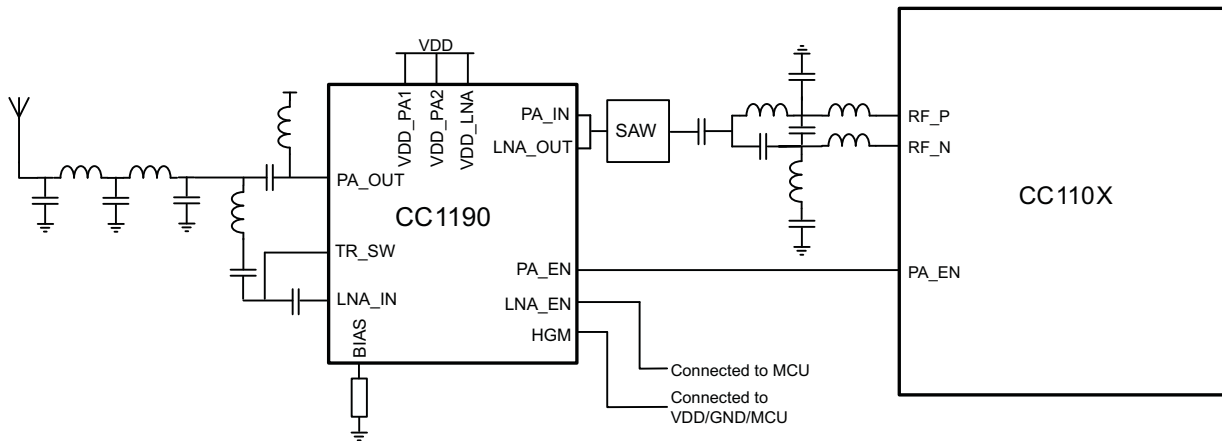 VDD
VDD_PA1
VDD_PA2
VDD_LNA
PA_IN
LNA_OUT
SAW
RF_P
RF_N
PA_OUT
CC1190
CC110X
TR_SW
PA_EN
PA_EN
LNA_IN
LNA_EN
HGM
BIAS
Connected to MCU
Connected to
VDD/GND/MCU